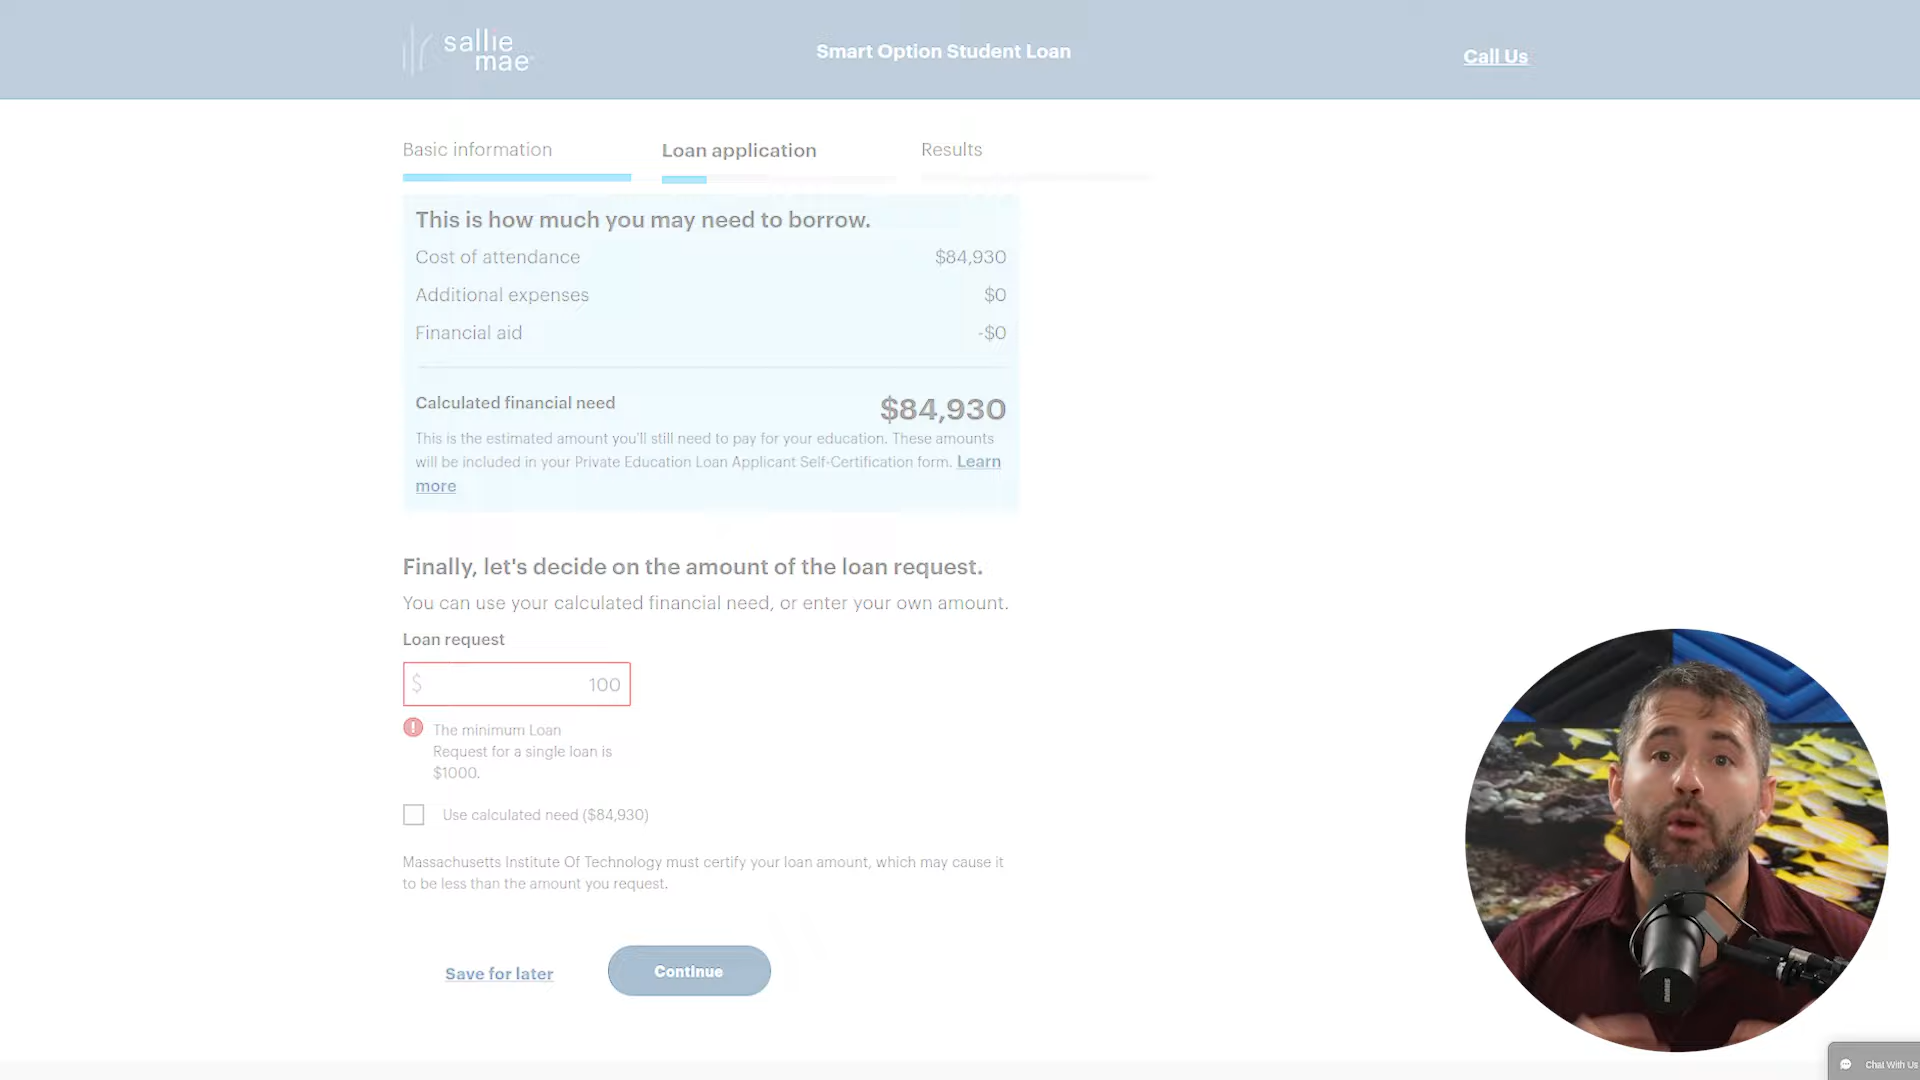 sallie
mae
Smart Option Student Loan
Call Us
Basic information
Loan application
Results
This is how much you may need to borrow.
Cost of attendance
$84,930
Additional expenses
$0
Financial aid
-$0
Calculated financial need
$84,930
This is the estimated amount you'll still need to pay for your education. These amounts
will be included in your Private Education Loan Applicant Self-Certification form. Learn
more
Finally, let's decide on the amount of the loan request.
You can use your calculated financial need, or enter your own amount.
Loan request
$ 100
The minimum Loan
Request for a single loan is
$1000.
Use calculated need ($84,930)
Massachusetts Institute Of Technology must certify your loan amount, which may cause it
to be less than the amount you request.
Save for later
Continue
SHURE
Chat With Us